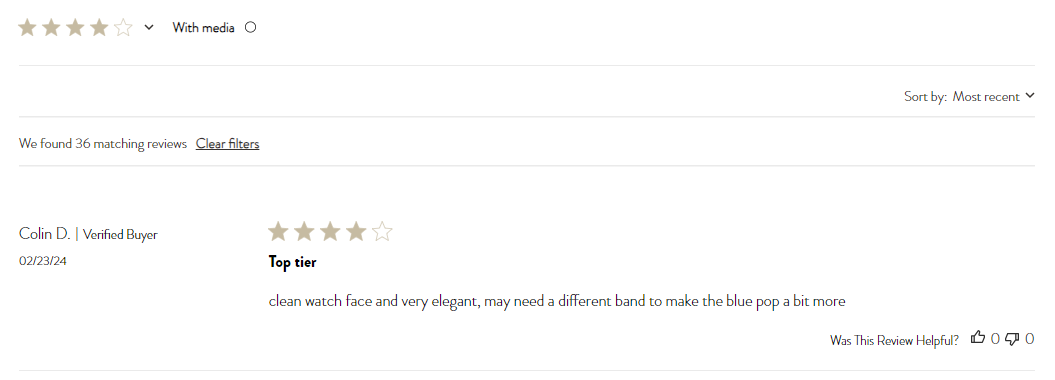 With media
Sort by: Most recent
We found 36 matching reviews Clear filters
Colin D. | Verified Buyer
02/23/24
Top tier
clean watch face and very elegant, may need a different band to make the blue pop a bit more
Was This Review Helpful? 0 0